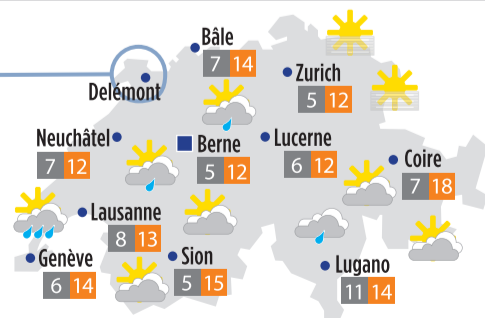 Bâle
7 14
Zurich
5 12
Delémont
Neuchâtel
7 12
Berne
5 12
Lucerne
6 12
Coire
7 18
Lausanne
8 13
Genève
6 14
Sion
5 15
Lugano
11 14